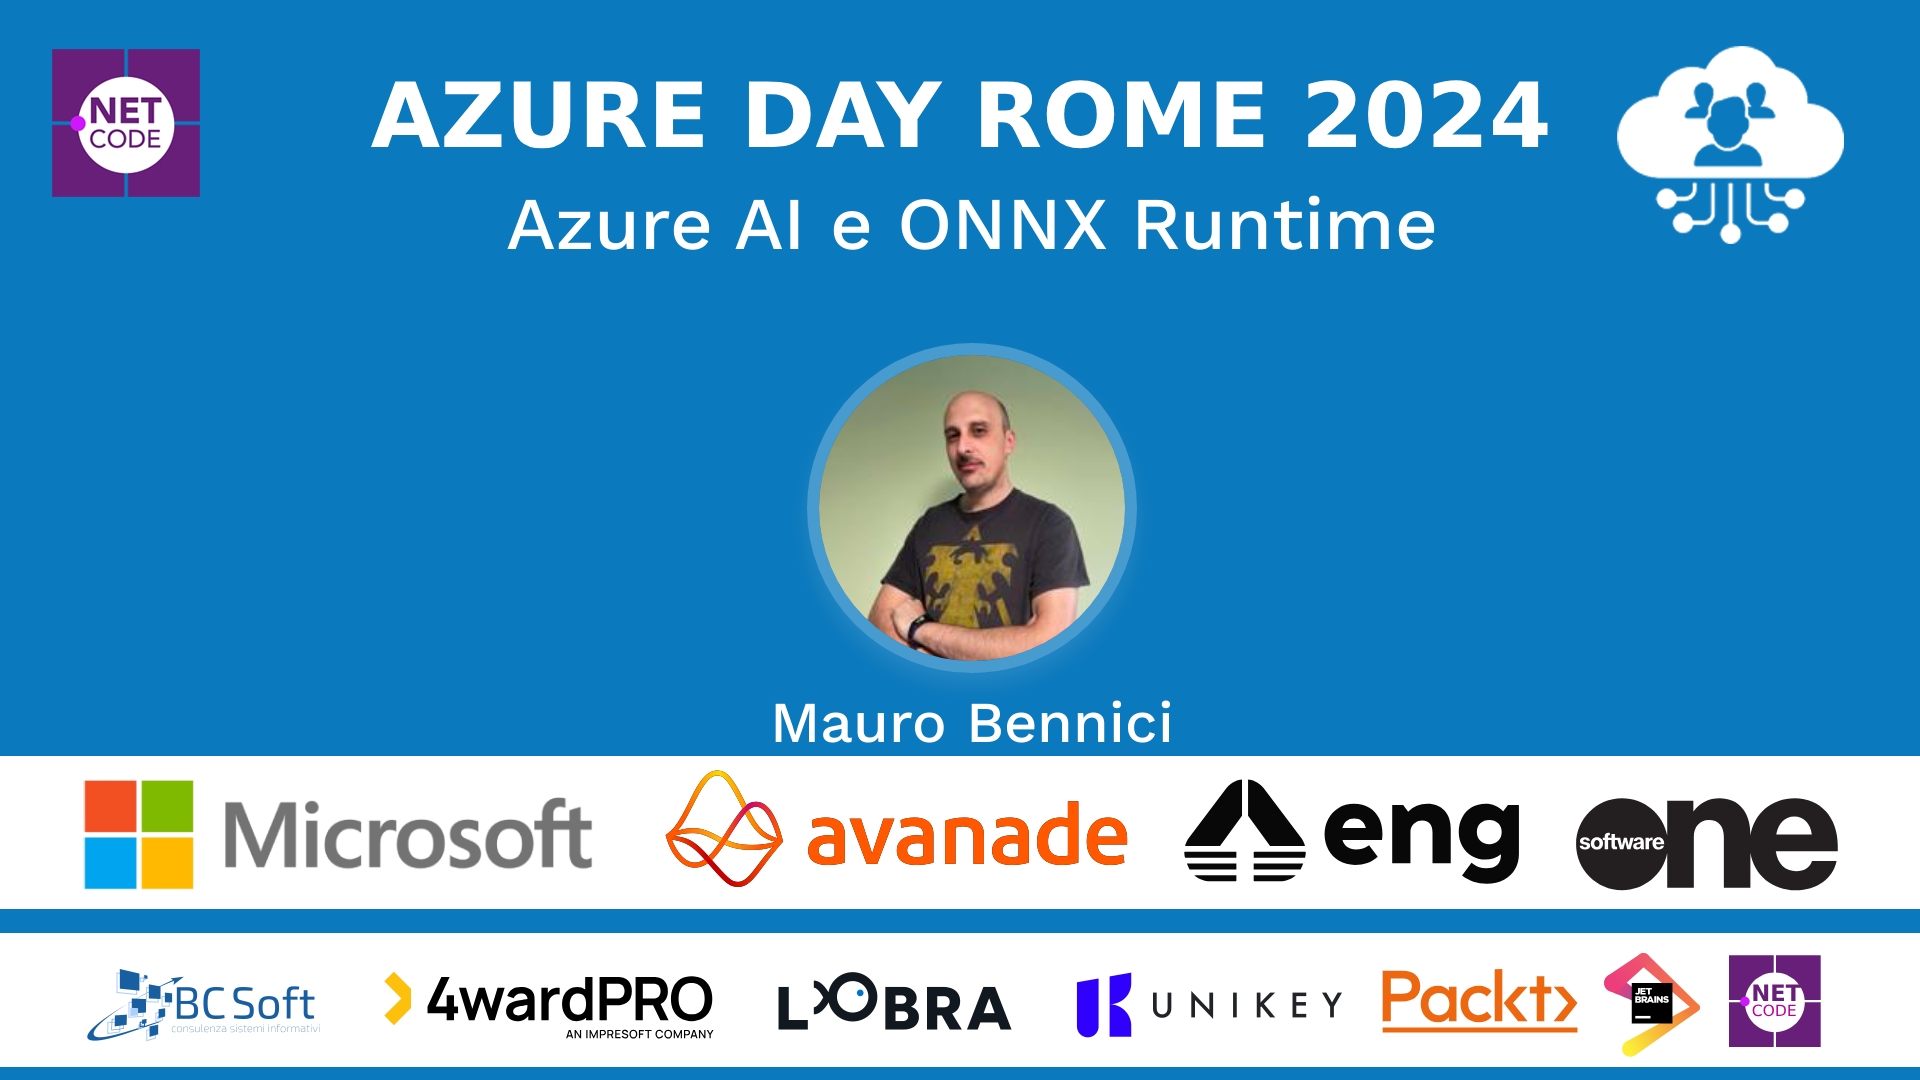 NET
CODE
AZURE DAY ROME 2024
Azure AI e ONNX Runtime
Mauro Bennici
Microsoft
avanade
eng
software
one
BC Soft
consulenza sistemi informativi
4wardPRO
AN IMPRESOFT COMPANY
LOBRA
UNIKEY
Packt
JET
BRAINS
NET
CODE